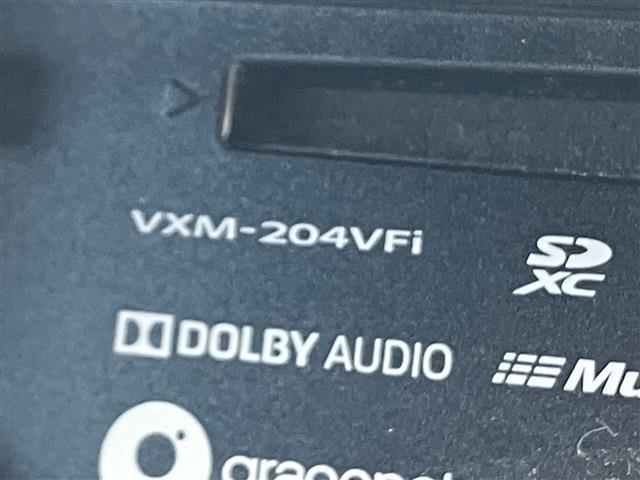 VXM-204VFi
SD
XC
DOLBY AUDIO